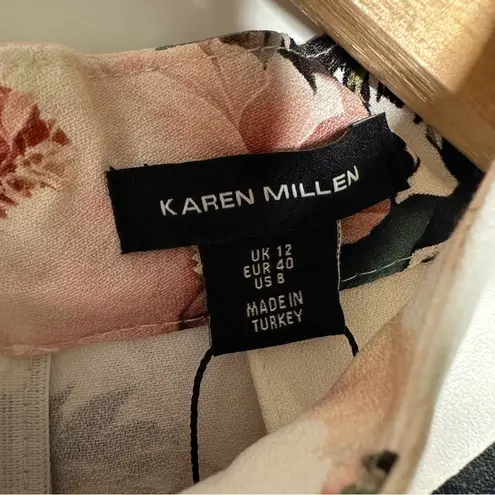 KAREN MILLEN
UK 12
EUR 40
US 8
MADE IN
TURKEY